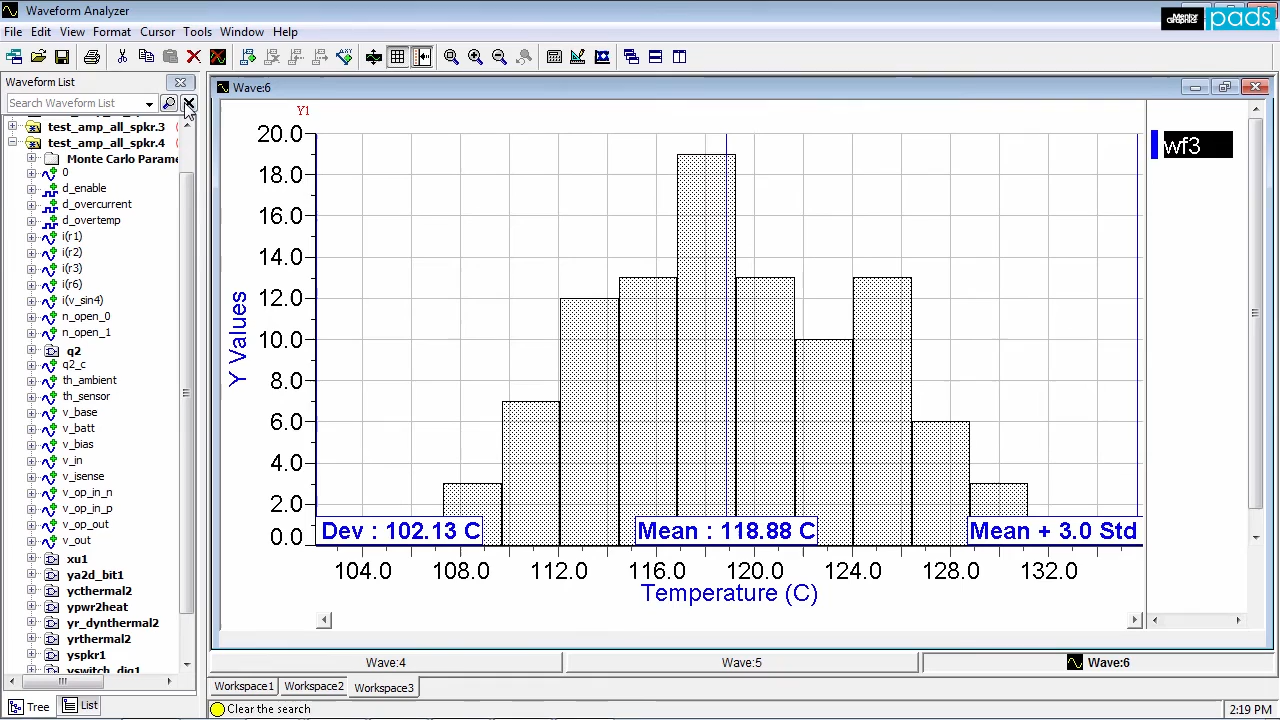 Waveform Analyzer
File Edit View Format Cursor Tools Window Help
Mentor Graphics pads
Waveform List
Search Waveform List
test_amp_all_spkr.3
test_amp_all_spkr.4
Monte Carlo Parame
0
d_enable
d_overcurrent
d_overtemp
i(r1)
i(r2)
i(r3)
i(r6)
i(v_sin4)
n_open_0
n_open_1
q2
q2_c
th_ambient
th_sensor
v_base
v_batt
v_bias
v_in
v_isense
v_op_in_n
v_op_in_p
v_op_out
v_out
xu1
ya2d_bit1
ycthermal2
ypwr2heat
yr_dynthermal2
yrthermal2
yspkr1
yswitch_dig1
Tree List
Wave:6
Y1
20.0
18.0
16.0
14.0
12.0
10.0
8.0
6.0
4.0
2.0
0.0
Y Values
Dev : 102.13 C Mean : 118.88 C Mean + 3.0 Std
104.0 108.0 112.0 116.0 120.0 124.0 128.0 132.0
Temperature (C)
wf3
Wave:4 Wave:5 Wave:6
Workspace1 Workspace2 Workspace3
Clear the search
2:19 PM